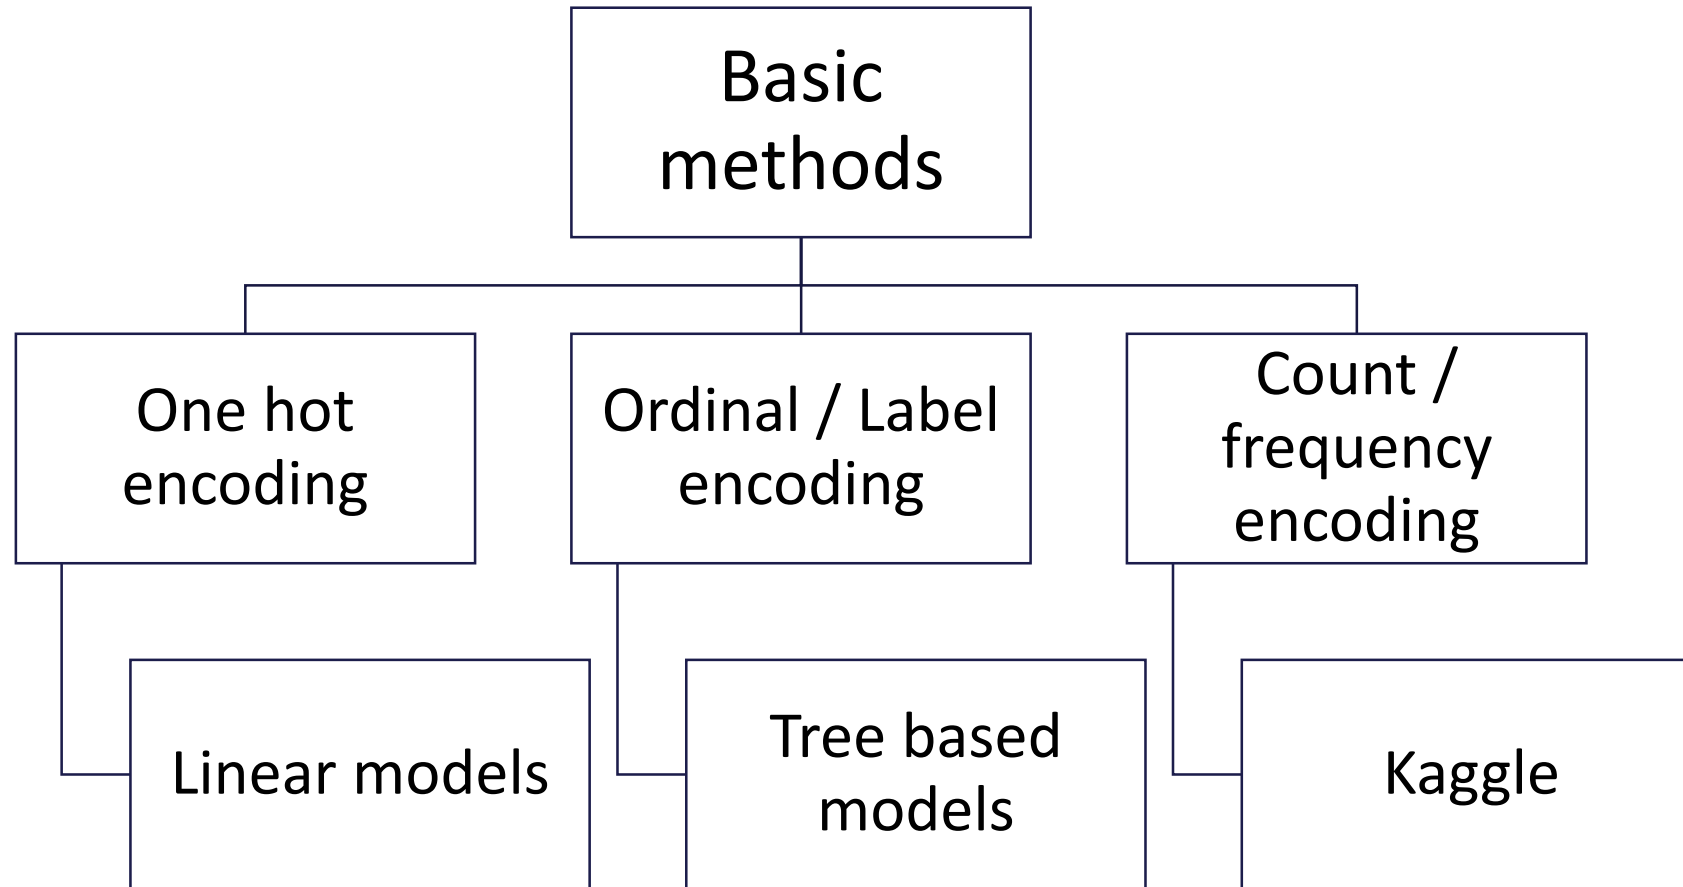 Basic
methods
One hot
encoding
Ordinal / Label
encoding
Count /
frequency
encoding
Linear models
Tree based
models
Kaggle